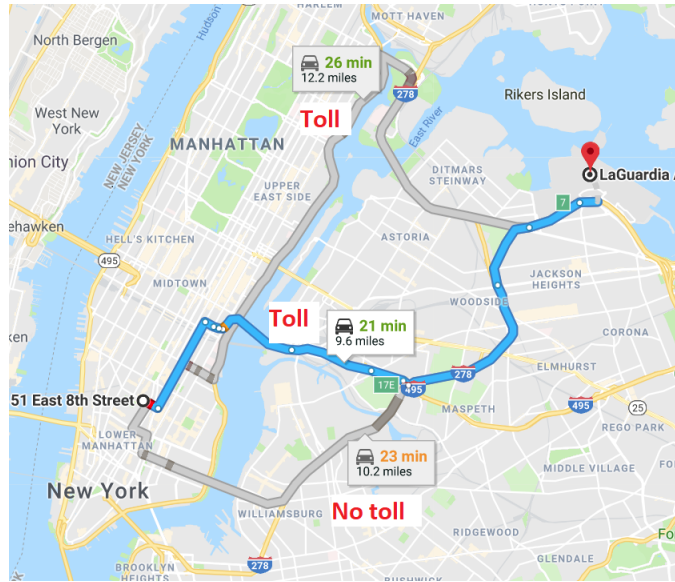 HARLEM
MOTT HAVEN
Hudson
North Bergen
26 min
12.2 miles
278
Rikers Island
West New
York
Toll
East River
NEW JERSEY
NEW YORK
MANHATTAN
nion City
DITMARS
STEINWAY
LaGuardia
UPPER
EAST SIDE
7
ehawken
HELL'S KITCHEN
ASTORIA
495
JACKSON
HEIGHTS
MIDTOWN
WOODSIDE
Toll
21 min
9.6 miles
CORONA
ELMHURST
17E
495
278
51 East 8th Street
MASPETH
495
25
REGO PARK
LOWER
MANHATTAN
23 min
10.2 miles
MIDDLE VILLAGE
New York
WILLIAMSBURG
No toll
RIDGEWOOD
Fo
GLENDALE
BROOKLYN
HEIGHTS
278
BUSHWICK